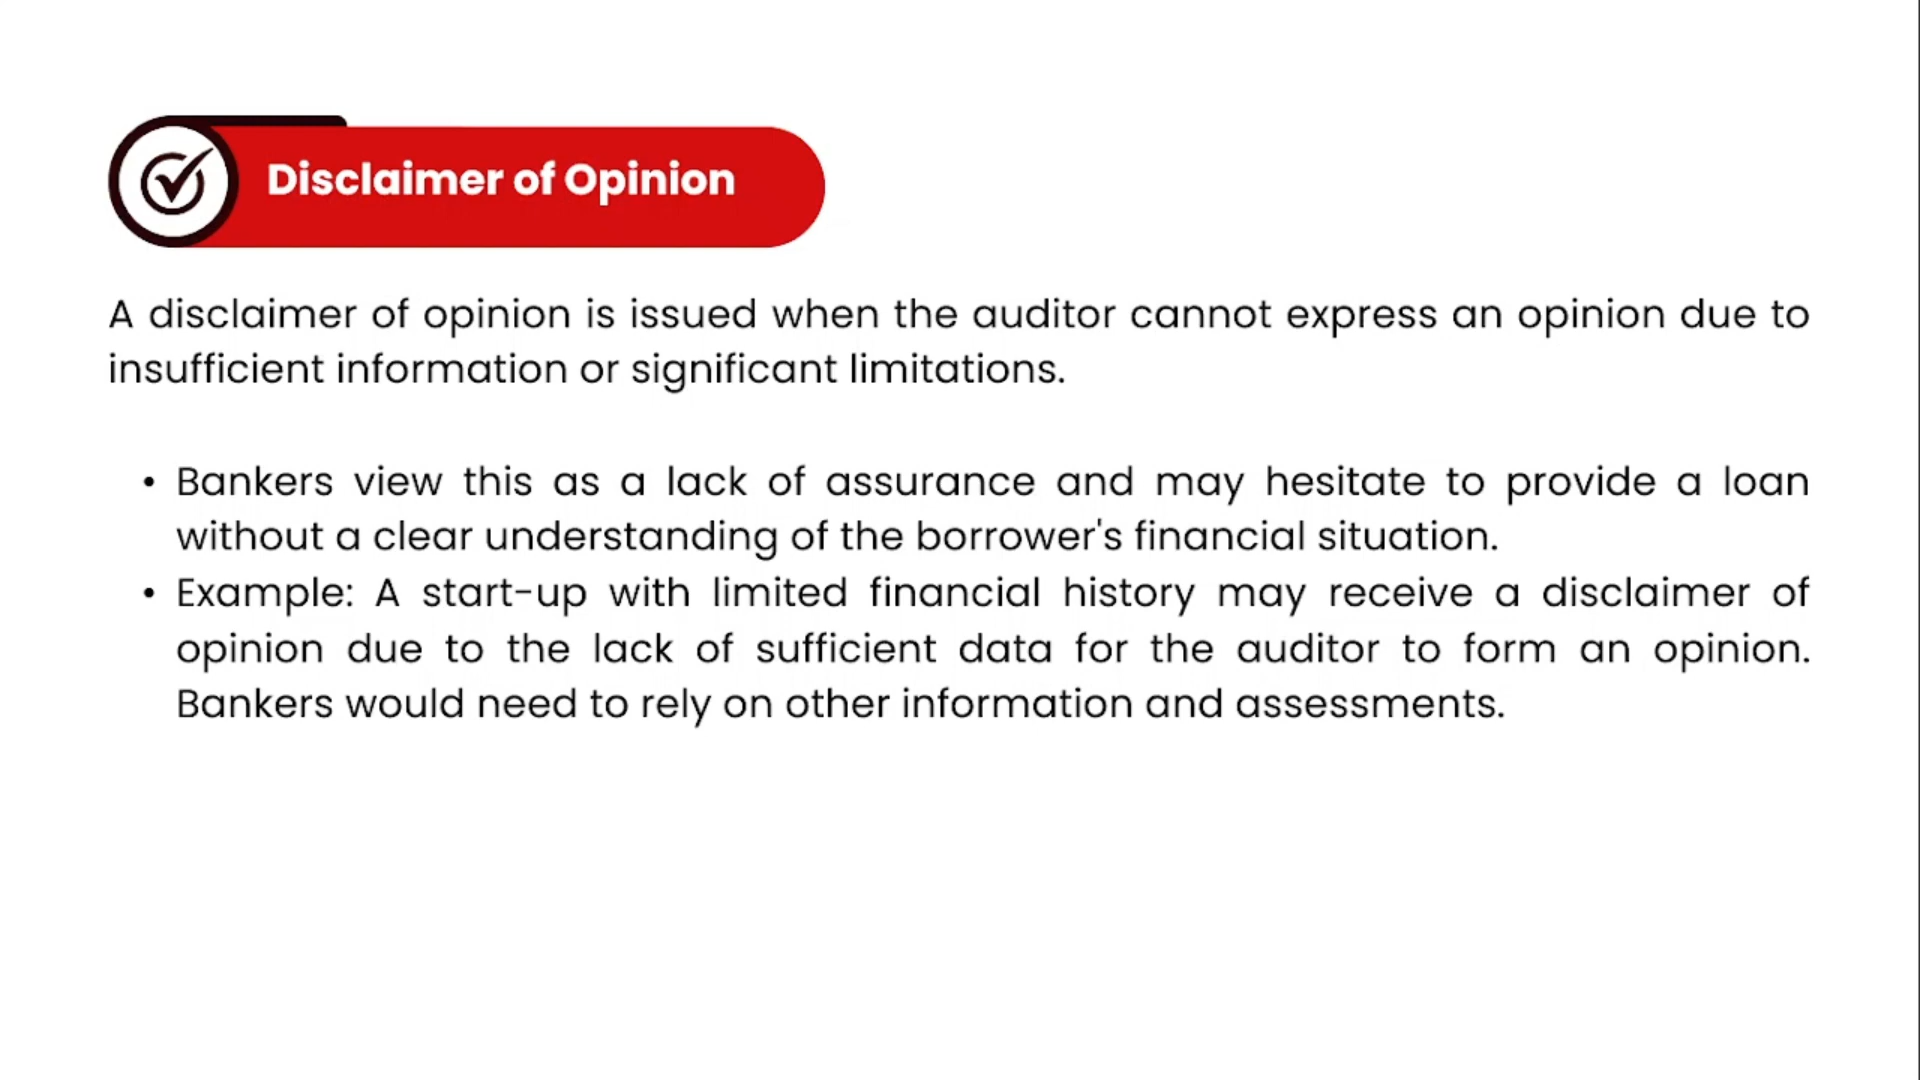 Disclaimer of Opinion
A disclaimer of opinion is issued when the auditor cannot express an opinion due to
insufficient information or significant limitations.
• Bankers view this as a lack of assurance and may hesitate to provide a loan
without a clear understanding of the borrower's financial situation.
• Example: A start-up with limited financial history may receive a disclaimer of
opinion due to the lack of sufficient data for the auditor to form an opinion.
Bankers would need to rely on other information and assessments.